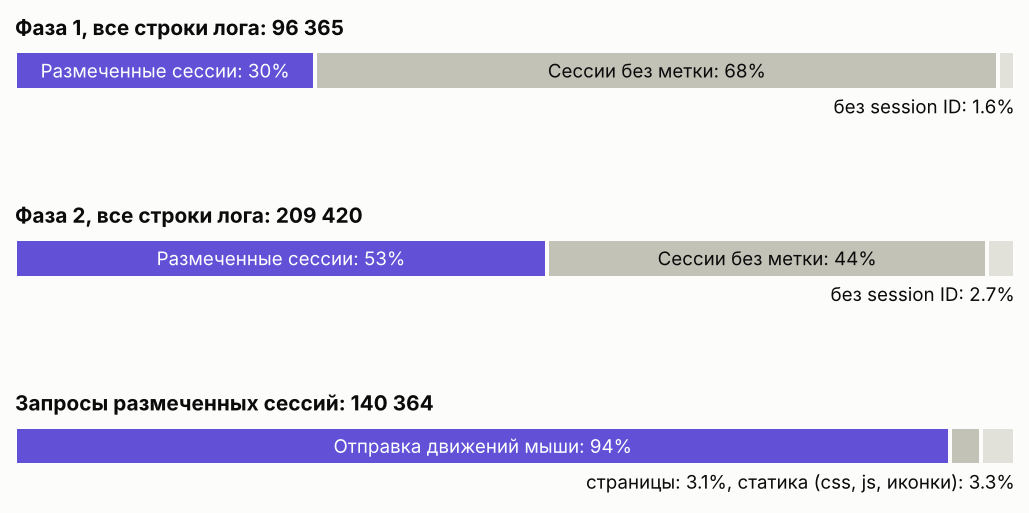 Фаза 1, все строки лога: 96 365
Размеченные сессии: 30%
Сессии без метки: 68%
без session ID: 1.6%
Фаза 2, все строки лога: 209 420
Размеченные сессии: 53%
Сессии без метки: 44%
без session ID: 2.7%
Запросы размеченных сессий: 140 364
Отправка движений мыши: 94%
страницы: 3.1%, статика (css, js, иконки): 3.3%